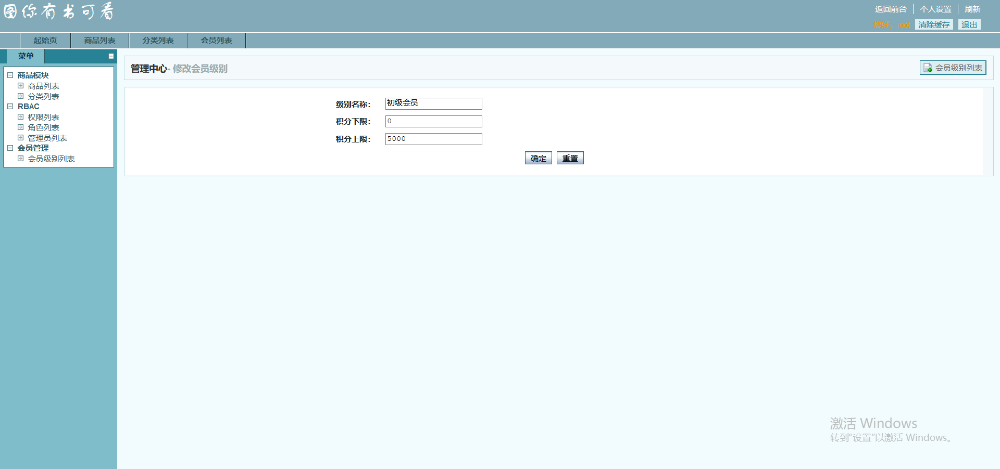 图你有书可看
返回前台 个人设置 刷新
您好，root 清除缓存 退出
起始页 商品列表 分类列表 会员列表
菜单
商品模块
商品列表
分类列表
RBAC
权限列表
角色列表
管理员列表
会员管理
会员级别列表
管理中心- 修改会员级别
会员级别列表
级别名称： 初级会员
积分下限： 0
积分上限： 5000
确定 重置
激活 Windows
转到“设置”以激活 Windows。